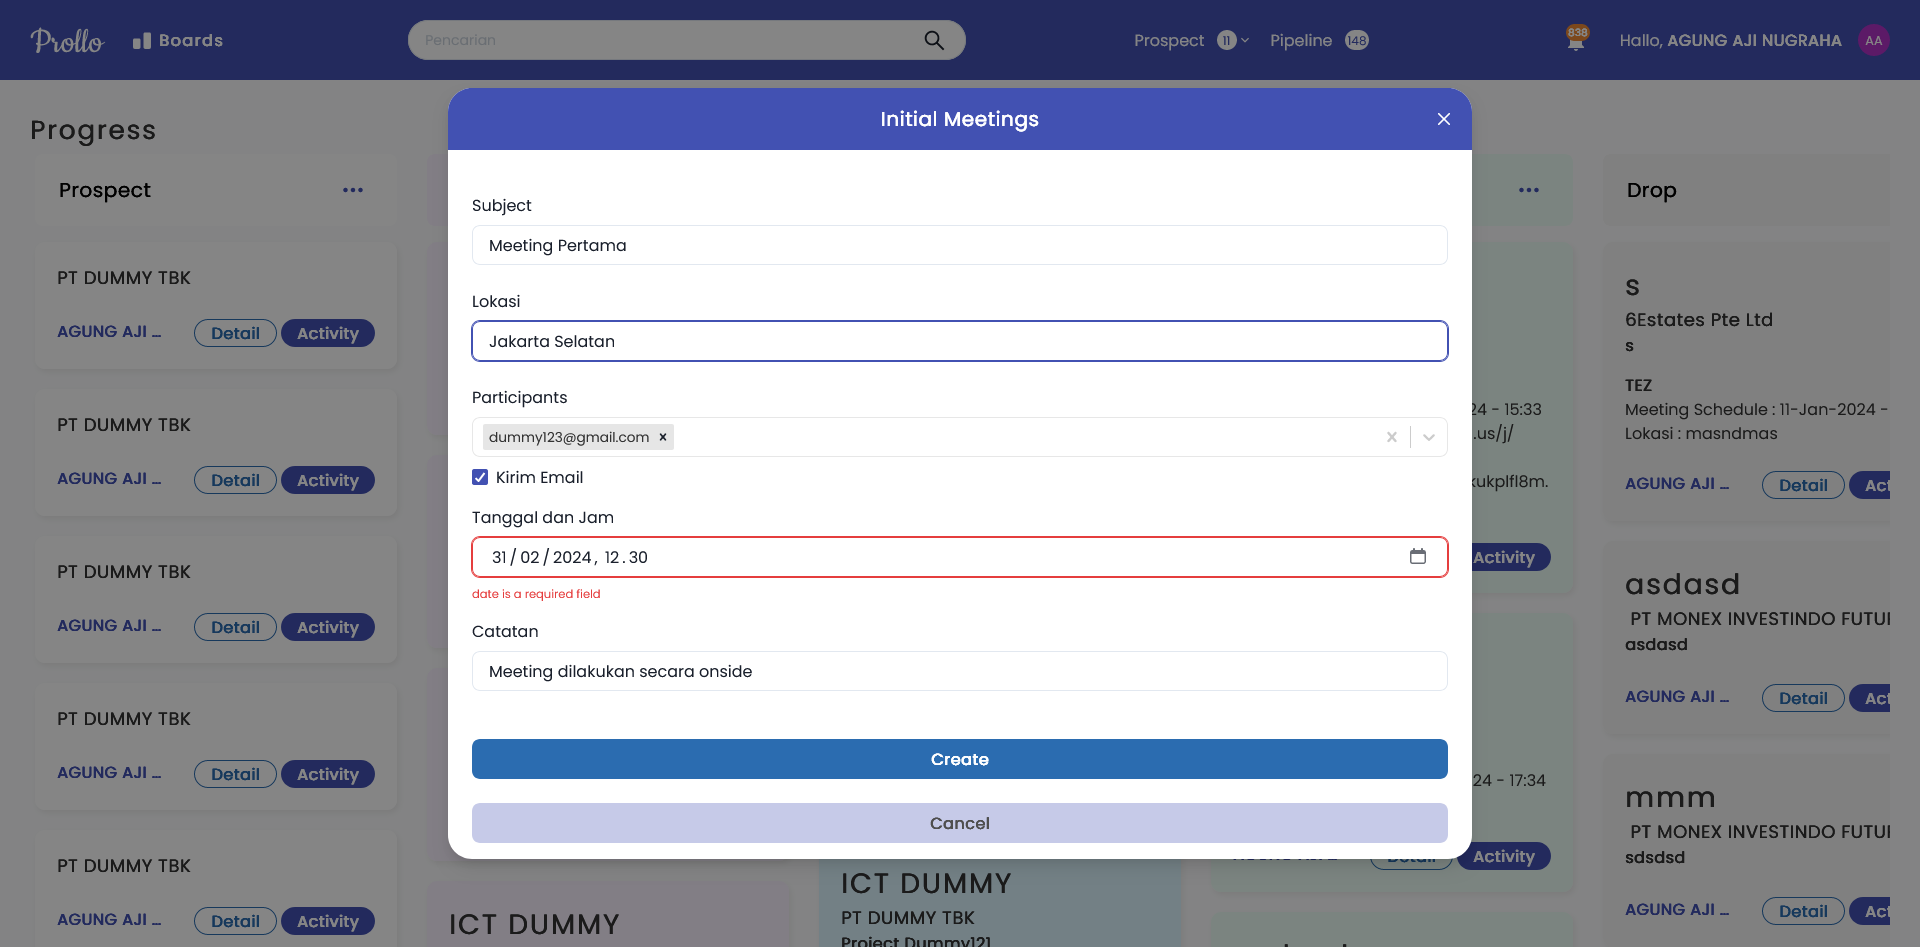 Prollo
Boards
Pencarian
Prospect 11
Pipeline 148
838
Hallo, AGUNG AJI NUGRAHA
AA
Progress
Prospect
PT DUMMY TBK
AGUNG AJI ...
Detail
Activity
PT DUMMY TBK
AGUNG AJI ...
Detail
Activity
PT DUMMY TBK
AGUNG AJI ...
Detail
Activity
PT DUMMY TBK
AGUNG AJI ...
Detail
Activity
PT DUMMY TBK
AGUNG AJI ...
Detail
Activity
Initial Meetings
Subject
Meeting Pertama
Lokasi
Jakarta Selatan
Participants
dummy123@gmail.com
Kirim Email
Tanggal dan Jam
31/02/2024, 12.30
date is a required field
Catatan
Meeting dilakukan secara onside
Create
Cancel
ICT DUMMY
ICT DUMMY
PT DUMMY TBK
Project Dummy121
24 - 15:33
.us/j/
kukplfl8m.
Activity
24 - 17:34
Detail
Activity
Drop
S
6Estates Pte Ltd
s
TEZ
Meeting Schedule : 11-Jan-2024 -
Lokasi : masndmas
AGUNG AJI ...
Detail
Act
asdasd
PT MONEX INVESTINDO FUTUI
asdasd
AGUNG AJI ...
Detail
Act
mmm
PT MONEX INVESTINDO FUTUI
sdsdsd
AGUNG AJI ...
Detail
Act